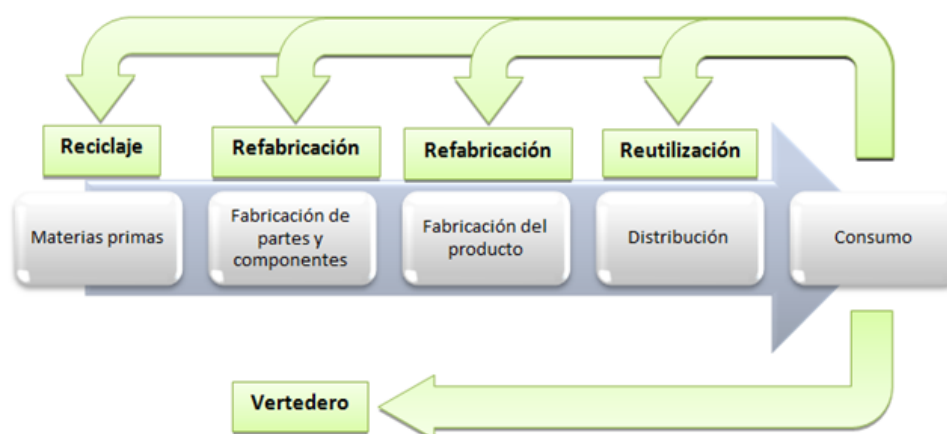 Reciclaje
Refabricación
Refabricación
Reutilización
Materias primas
Fabricación de
partes y
componentes
Fabricación del
producto
Distribución
Consumo
Vertedero